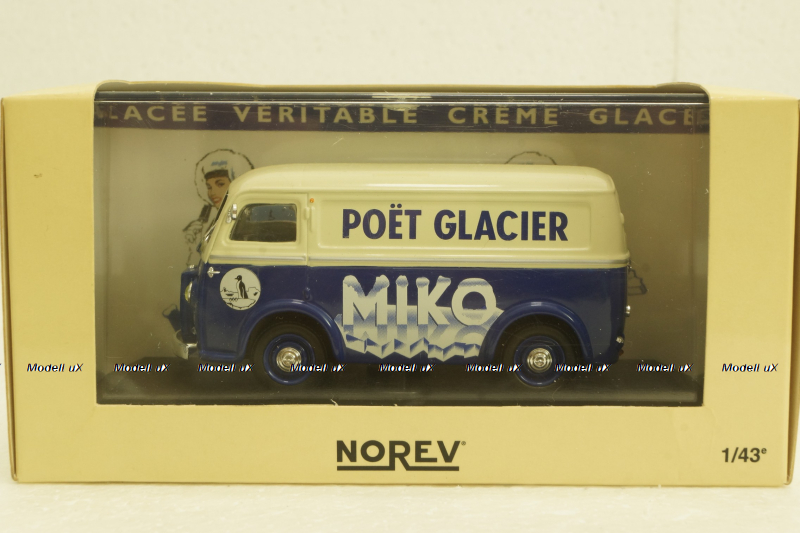 LACÉE VÉRITABLE CRÈME GLACÉ
POËT GLACIER
MIKO
Modell uX Modell uX Modell uX Modell uX Modell uX Modell uX Modell uX Modell uX Modell uX
NOREV®
1/43e